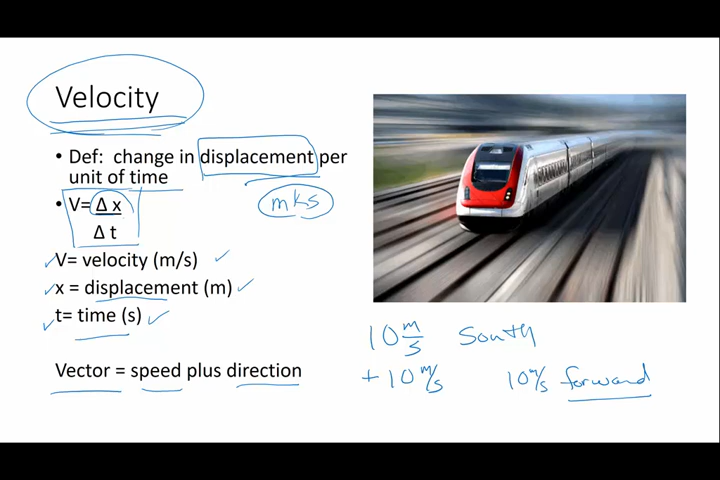 Velocity
• Def: change in displacement per
unit of time
mks
• V= Δ x
Δ t
V= velocity (m/s)
x = displacement (m)
t= time (s)
Vector = speed plus direction
10 m/s South
+10 m/s 10 m/s forward